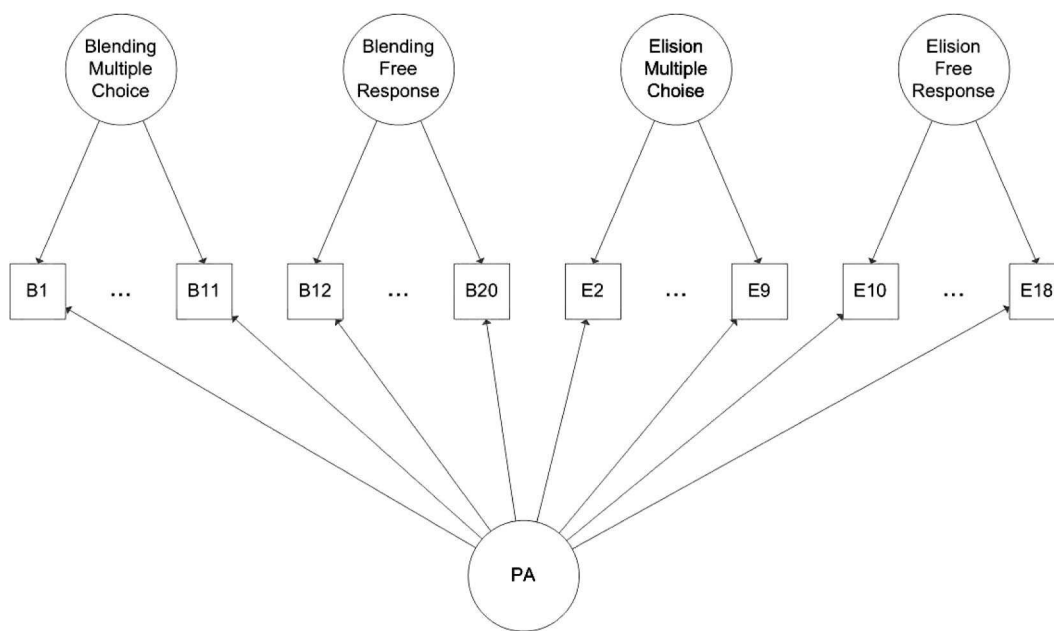 Blending
Multiple
Choice
Blending
Free
Response
Elision
Multiple
Choise
Elision
Free
Response
B1
...
B11
B12
...
B20
E2
...
E9
E10
...
E18
PA